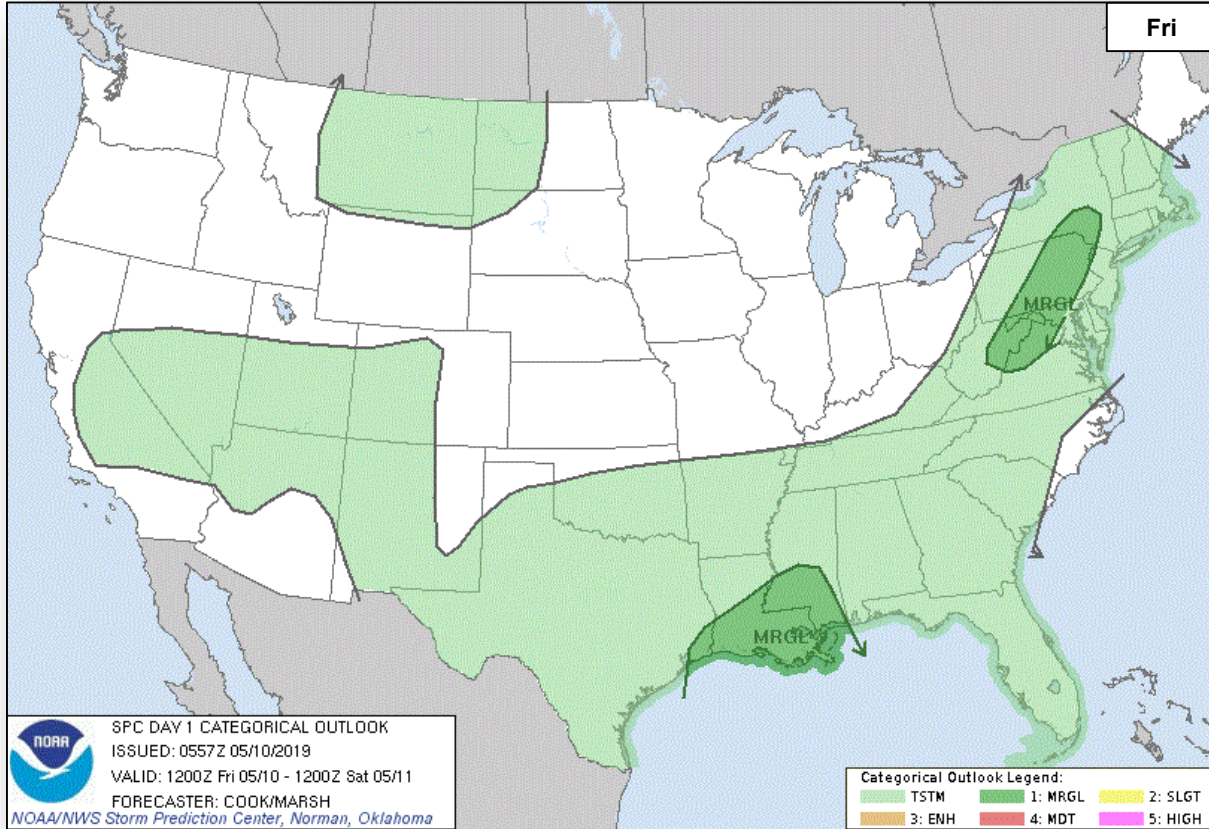 Fri
MRGL
MRGL
NOAA
SPC DAY 1 CATEGORICAL OUTLOOK
ISSUED: 0557Z 05/10/2019
VALID: 1200Z Fri 05/10 - 1200Z Sat 05/11
FORECASTER: COOK/MARSH
NOAA/NWS Storm Prediction Center, Norman, Oklahoma
Categorical Outlook Legend:
TSTM 1: MRGL 2: SLGT
3: ENH 4: MDT 5: HIGH